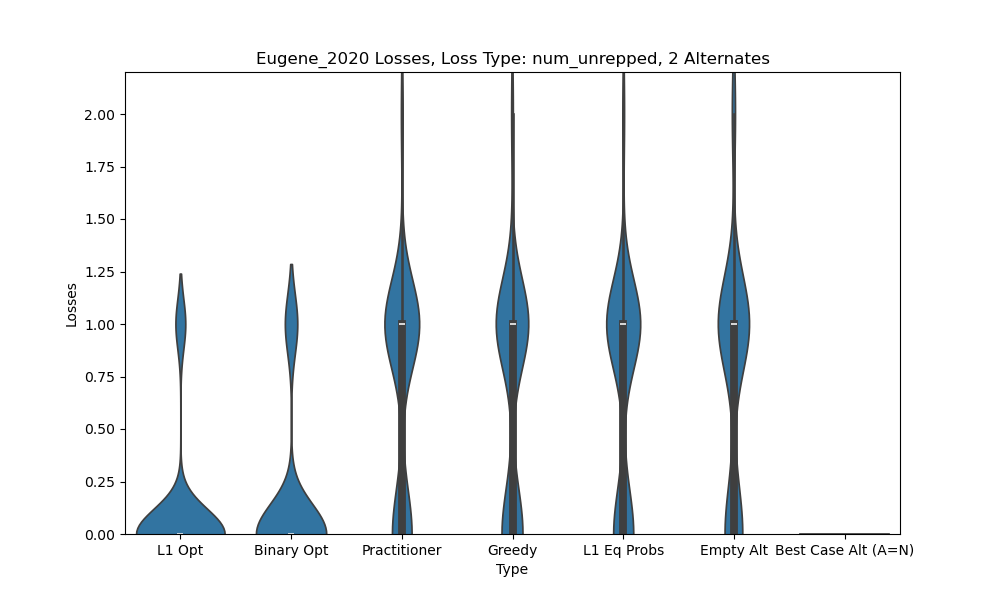 Eugene_2020 Losses, Loss Type: num_unrepped, 2 Alternates
Losses
2.00
1.75
1.50
1.25
1.00
0.75
0.50
0.25
0.00
L1 Opt Binary Opt Practitioner Greedy L1 Eq Probs Empty Alt Best Case Alt (A=N)
Type